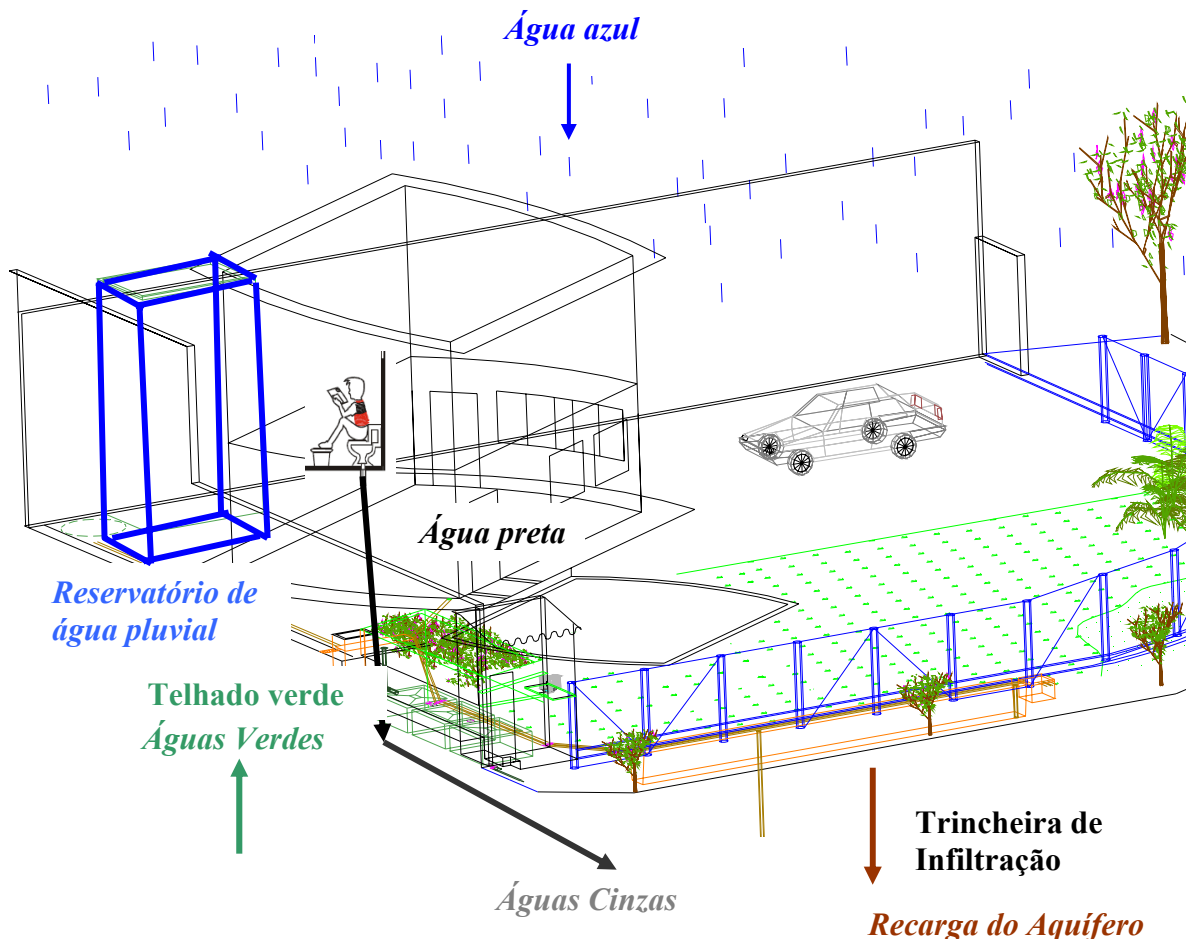 Água azul
Água preta
Reservatório de
água pluvial
Telhado verde
Águas Verdes
Trincheira de
Infiltração
Águas Cinzas
Recarga do Aquífero